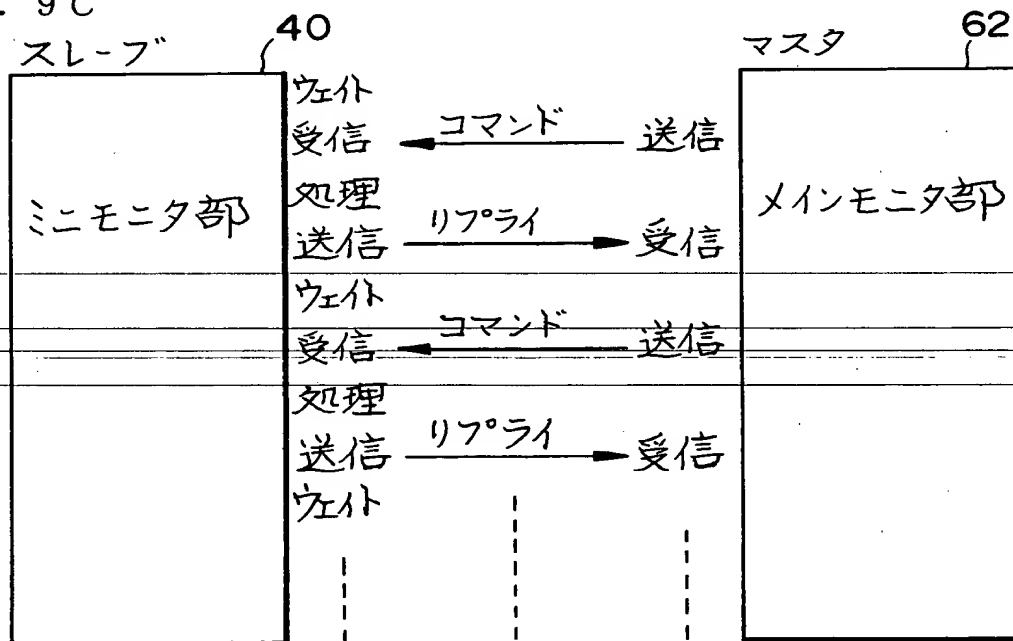 9C
スレーブ 40 マスタ 62
ウェイト
受信 コマンド 送信
処理
ミニモニタ部 メインモニタ部
送信 リプライ 受信
ウェイト
受信 コマンド 送信
処理
送信 リプライ 受信
ウェイト